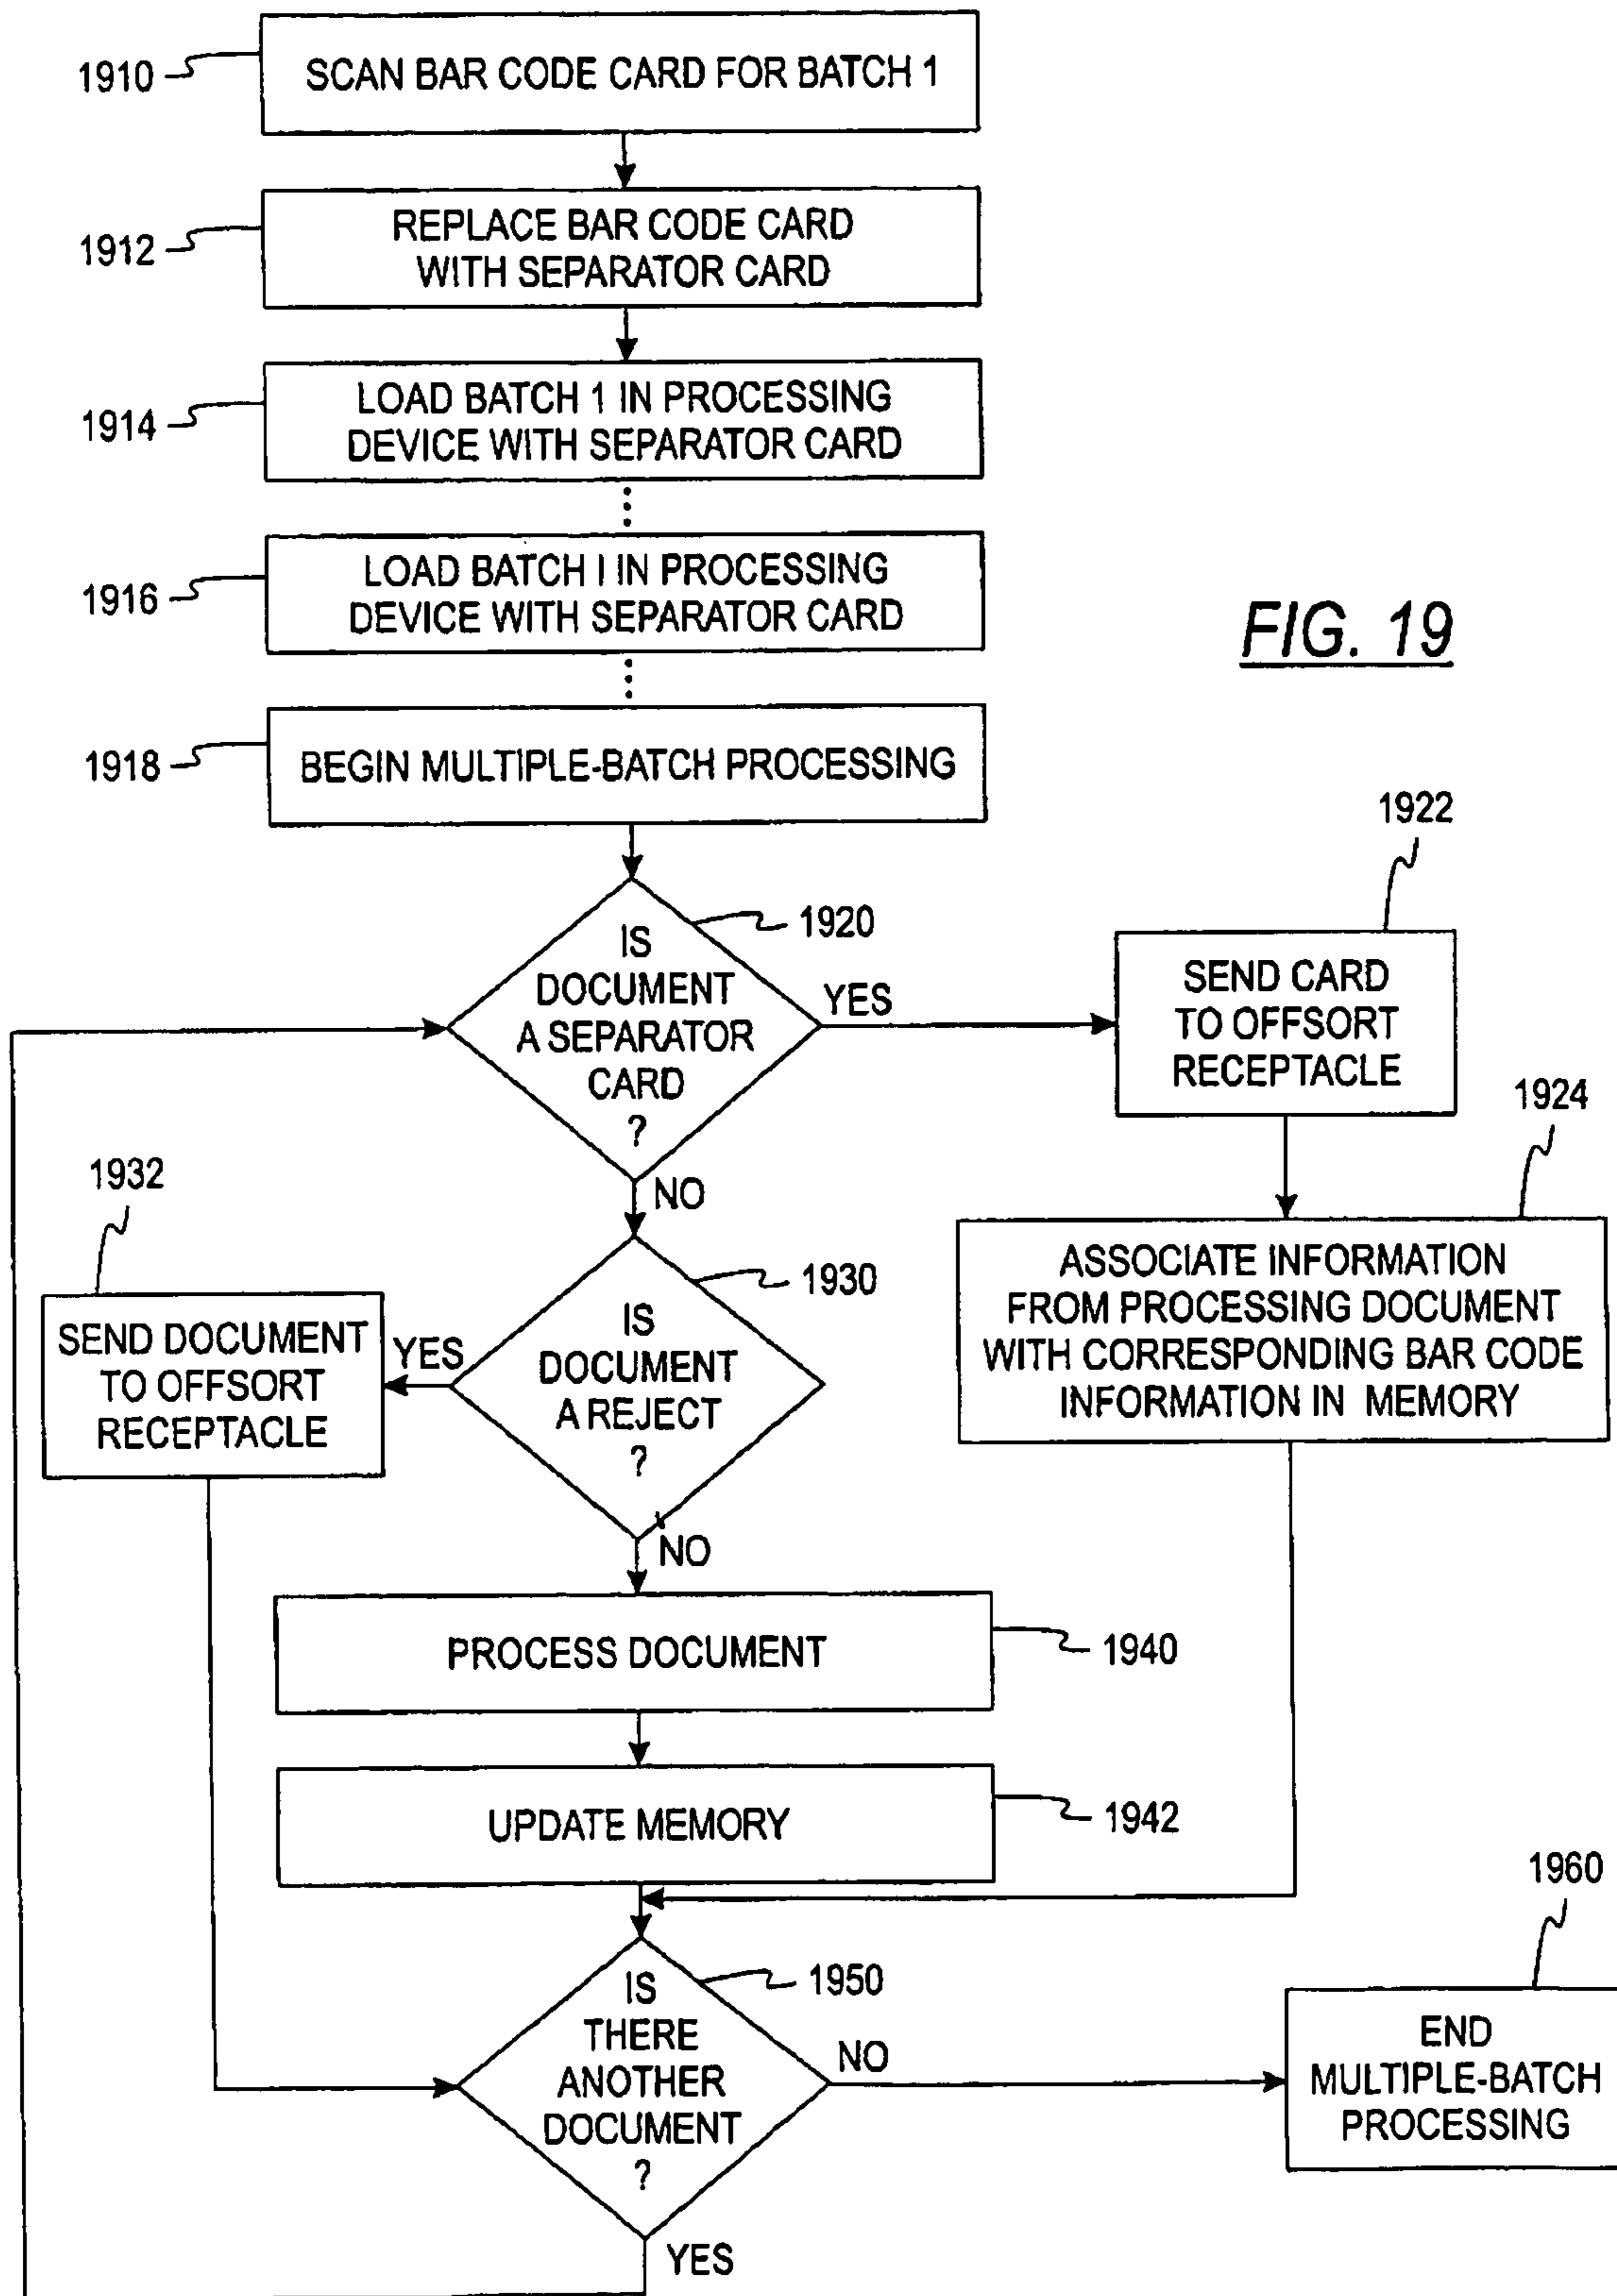 1910
SCAN BAR CODE CARD FOR BATCH 1
1912
REPLACE BAR CODE CARD
WITH SEPARATOR CARD
1914
LOAD BATCH 1 IN PROCESSING
DEVICE WITH SEPARATOR CARD
1916
LOAD BATCH I IN PROCESSING
DEVICE WITH SEPARATOR CARD
FIG. 19
1918
BEGIN MULTIPLE-BATCH PROCESSING
1920
IS
DOCUMENT
A SEPARATOR
CARD
?
YES
NO
1922
SEND CARD
TO OFFSORT
RECEPTACLE
1924
ASSOCIATE INFORMATION
FROM PROCESSING DOCUMENT
WITH CORRESPONDING BAR CODE
INFORMATION IN MEMORY
1930
IS
DOCUMENT
A REJECT
?
YES
NO
1932
SEND DOCUMENT
TO OFFSORT
RECEPTACLE
PROCESS DOCUMENT
1940
UPDATE MEMORY
1942
1950
IS
THERE
ANOTHER
DOCUMENT
?
NO
YES
1960
END
MULTIPLE-BATCH
PROCESSING